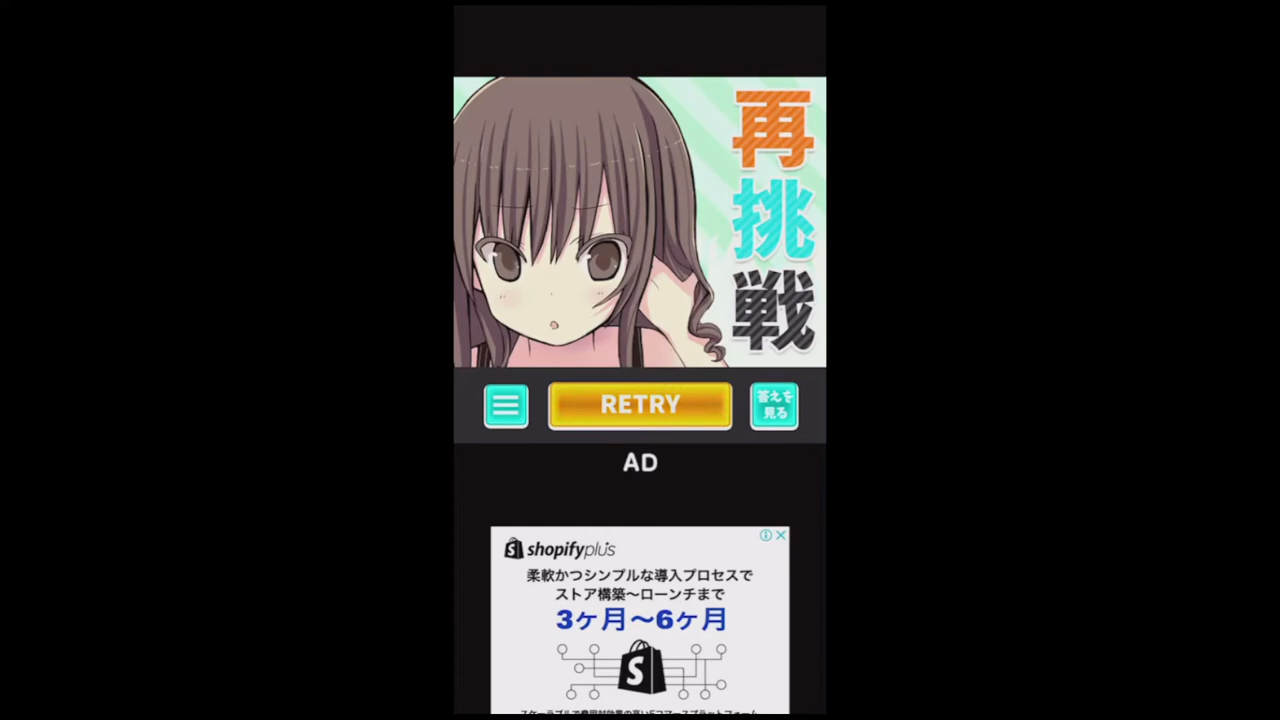 再挑戦
RETRY
答えを
見る
AD
shopifyplus
柔軟かつシンプルな導入プロセスで
ストア構築～ローンチまで
3ヶ月～6ヶ月
S